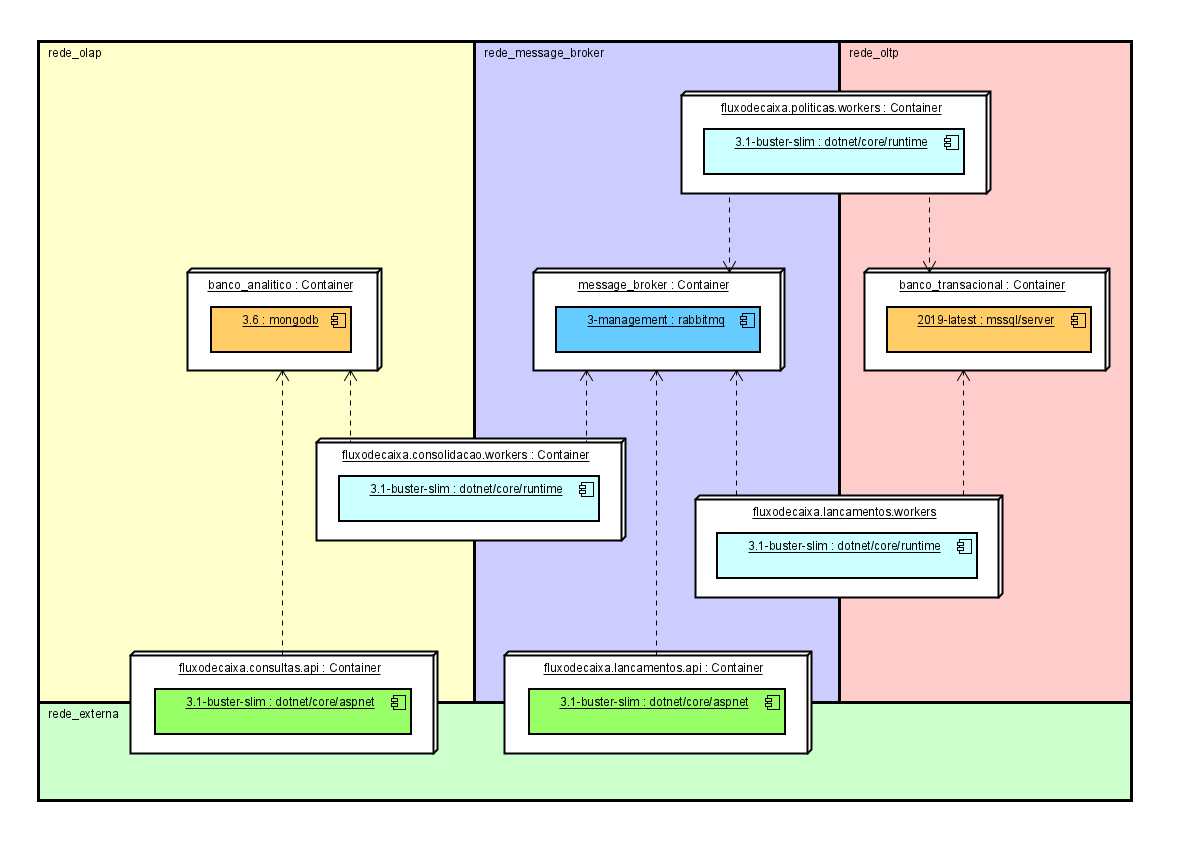 rede_olap
rede_message_broker
rede_oltp
fluxodecaixa.politicas.workers : Container
3.1-buster-slim : dotnet/core/runtime
banco_analitico : Container
3.6 : mongodb
message_broker : Container
3-management : rabbitmq
banco_transacional : Container
2019-latest : mssql/server
fluxodecaixa.consolidacao.workers : Container
3.1-buster-slim : dotnet/core/runtime
fluxodecaixa.lancamentos.workers
3.1-buster-slim : dotnet/core/runtime
fluxodecaixa.consultas.api : Container
3.1-buster-slim : dotnet/core/aspnet
fluxodecaixa.lancamentos.api : Container
3.1-buster-slim : dotnet/core/aspnet
rede_externa